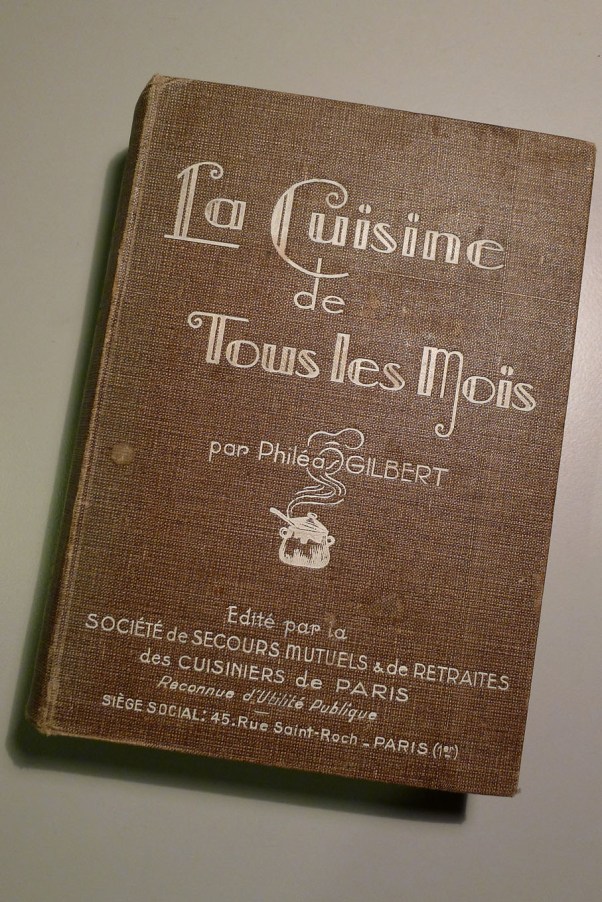 La Cuisine
de
Tous les Mois
par Philéas GILBERT
Edité par la
SOCIÉTÉ de SECOURS MUTUELS & de RETRAITES
des CUISINIERS de PARIS
Reconnue d'Utilité Publique
SIÈGE SOCIAL: 45, Rue Saint-Roch - PARIS (1er)